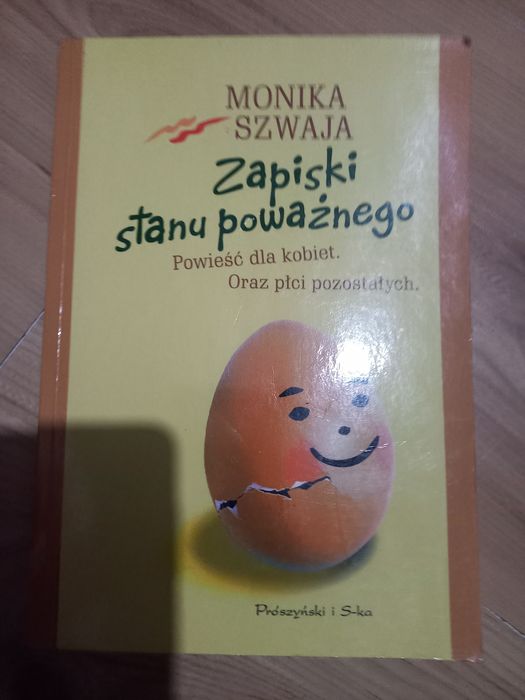 MONIKA
SZWAJA
Zapiski
stanu poważnego
Powieść dla kobiet.
Oraz płci pozostałych.
Prószyński i S-ka